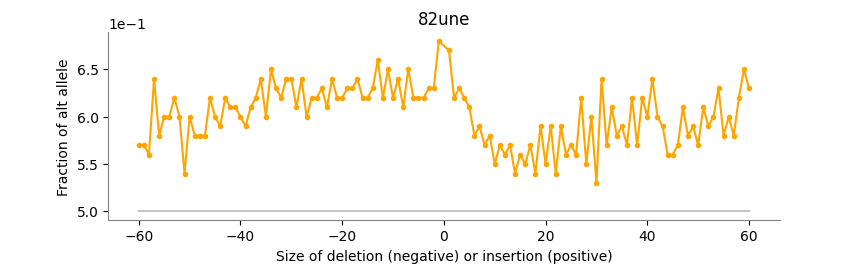 82une
1e−1
6.5
6.0
5.5
5.0
Fraction of alt allele
−60 −40 −20 0 20 40 60
Size of deletion (negative) or insertion (positive)